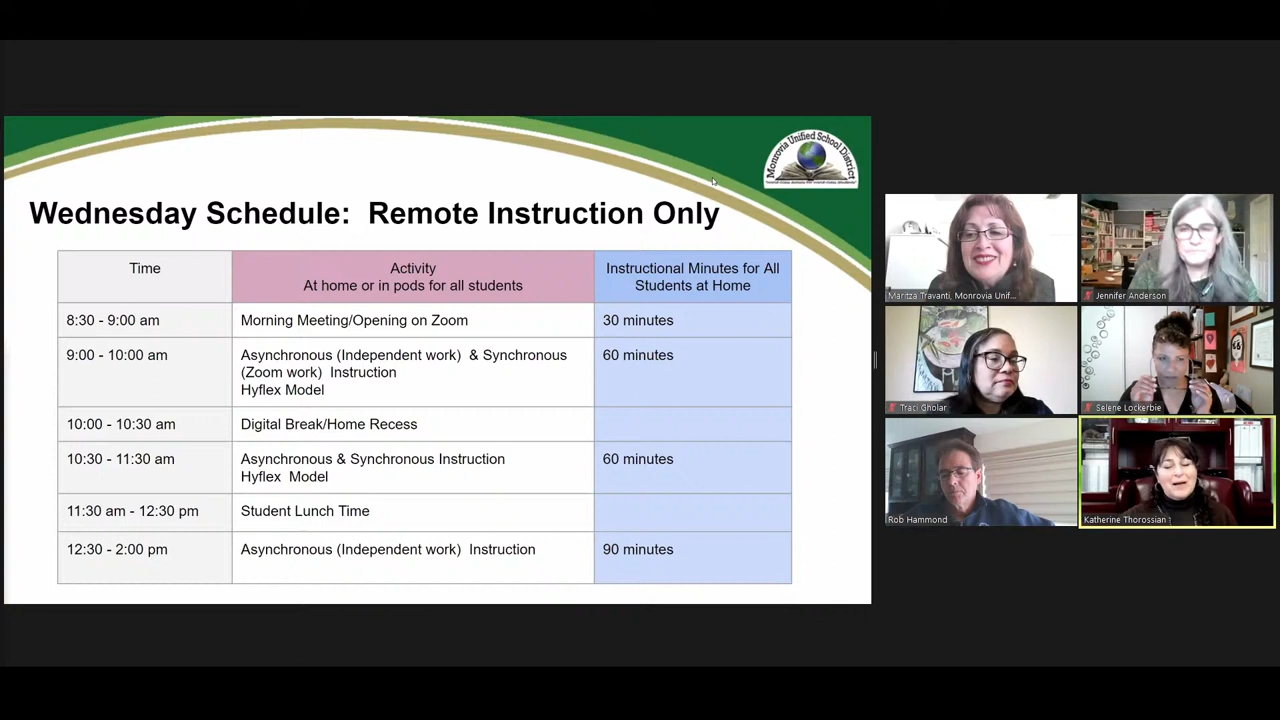 Monrovia Unified School District
Wednesday Schedule: Remote Instruction Only
Time
Activity
At home or in pods for all students
Instructional Minutes for All
Students at Home
8:30 - 9:00 am
Morning Meeting/Opening on Zoom
30 minutes
9:00 - 10:00 am
Asynchronous (Independent work) & Synchronous
(Zoom work) Instruction
Hyflex Model
60 minutes
10:00 - 10:30 am
Digital Break/Home Recess
10:30 - 11:30 am
Asynchronous & Synchronous Instruction
Hyflex Model
60 minutes
11:30 am - 12:30 pm
Student Lunch Time
12:30 - 2:00 pm
Asynchronous (Independent work) Instruction
90 minutes
Maritza Travanti, Monrovia Unif...
Jennifer Anderson
Traci Gholar
Selene Lockerbie
Rob Hammond
Katherine Thorossian